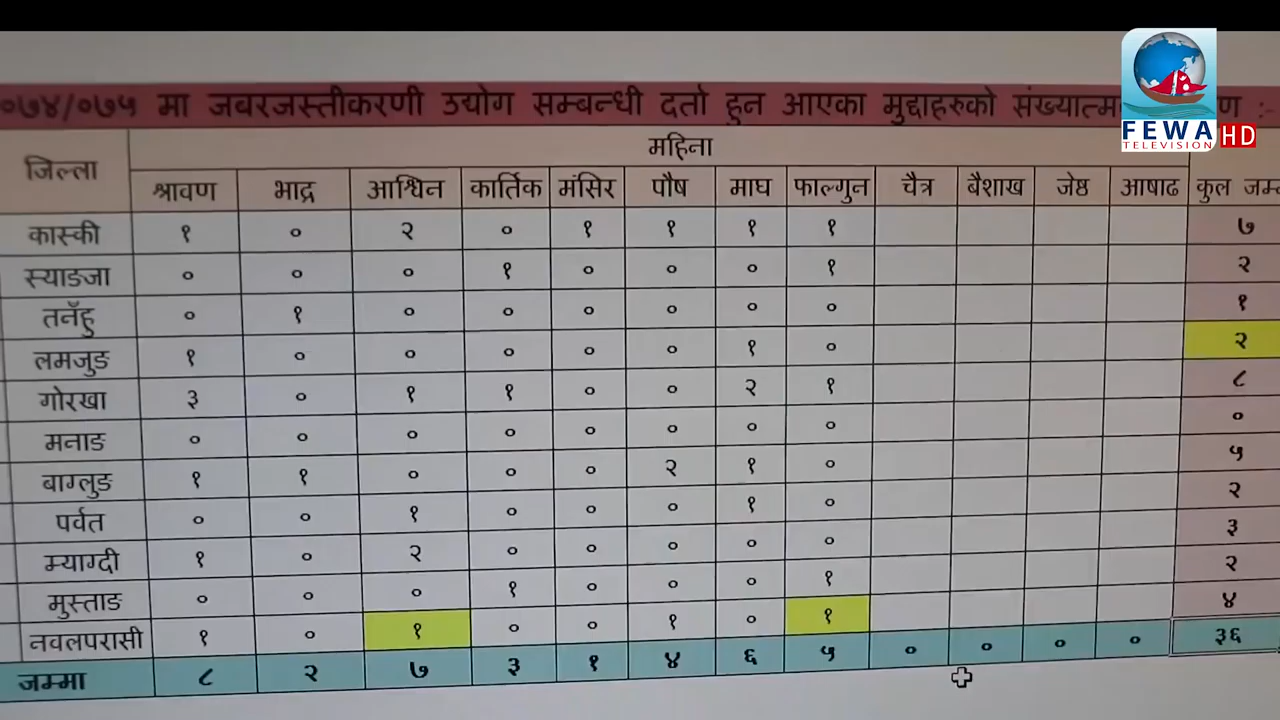 ०७४/०७५ मा जबरजस्तीकरणी उद्योग सम्बन्धी दर्ता हुन आएका मुद्दाहरुको :-
FEWA
TELEVISION HD
जिल्ला महिना
श्रावण भाद्र आश्विन कार्तिक मंसिर पौष माघ फाल्गुन चैत्र बैशाख जेष्ठ आषाढ कुल
कास्की १ ० २ ० १ १ १ १ ७
स्याङजा ० ० ० १ ० ० ० १ २
तनँहु ० १ ० ० ० ० ० ० १
लमजुङ १ ० ० ० ० ० १ ० २
गोरखा ३ ० १ १ ० ० २ १ ८
मनाङ ० ० ० ० ० ० ० ० ०
बाग्लुङ १ १ ० ० ० २ १ ० ५
पर्वत ० ० १ ० ० ० १ ० २
म्याग्दी १ ० २ ० ० ० ० ० ३
मुस्ताङ ० ० ० १ ० ० ० १ २
नवलपरासी १ ० १ ० ० १ ० १ ४
जम्मा ८ २ ७ ३ १ ४ ६ ५ ० ० ० ० ३६